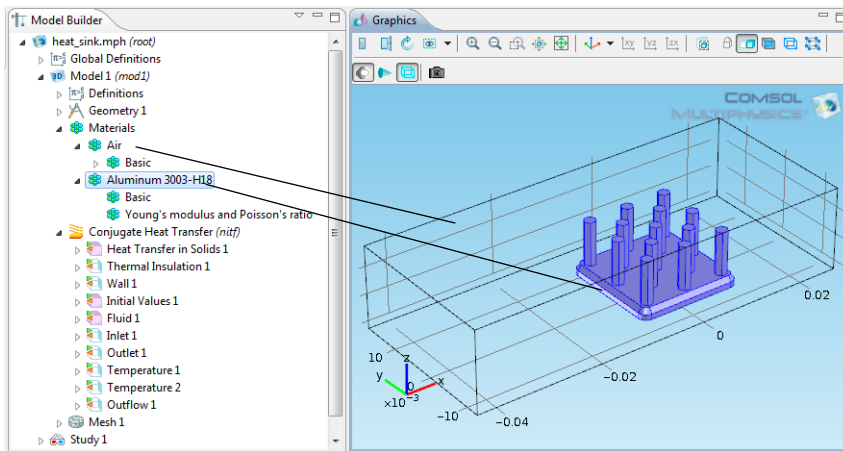 Model Builder
heat_sink.mph (root)
Global Definitions
Model 1 (mod1)
Definitions
Geometry 1
Materials
Air
Basic
Aluminum 3003-H18
Basic
Young's modulus and Poisson's ratio
Conjugate Heat Transfer (nitf)
Heat Transfer in Solids 1
Thermal Insulation 1
Wall 1
Initial Values 1
Fluid 1
Inlet 1
Outlet 1
Temperature 1
Temperature 2
Outflow 1
Mesh 1
Study 1
Graphics
xy yz zx
COMSOL
MULTIPHYSICS®
0.02
0
-0.02
-0.04
10
0
-10
×10⁻³
z
y
x